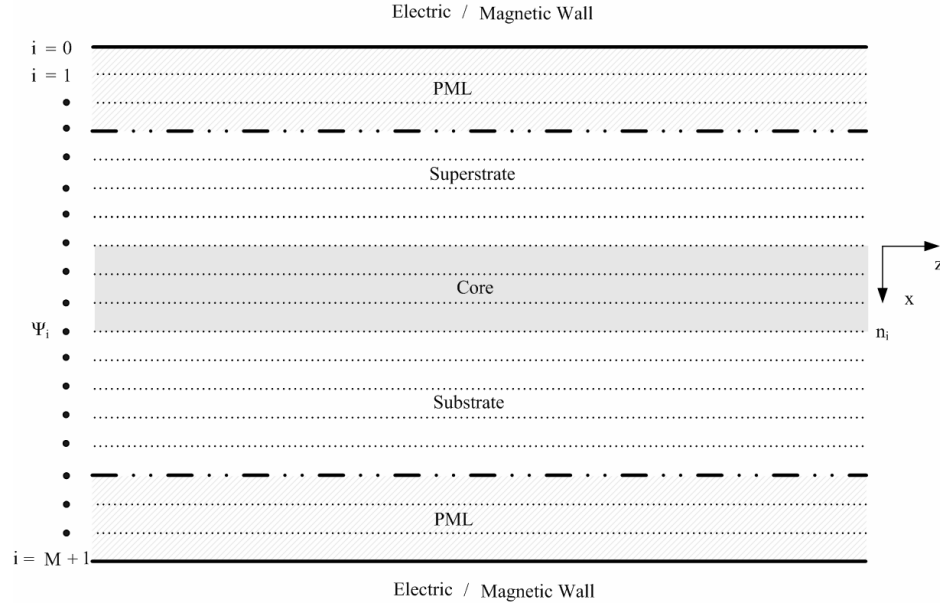 Electric / Magnetic Wall
i = 0
i = 1
PML
Superstrate
z
Core
x
Ψi
ni
Substrate
PML
i = M + 1
Electric / Magnetic Wall